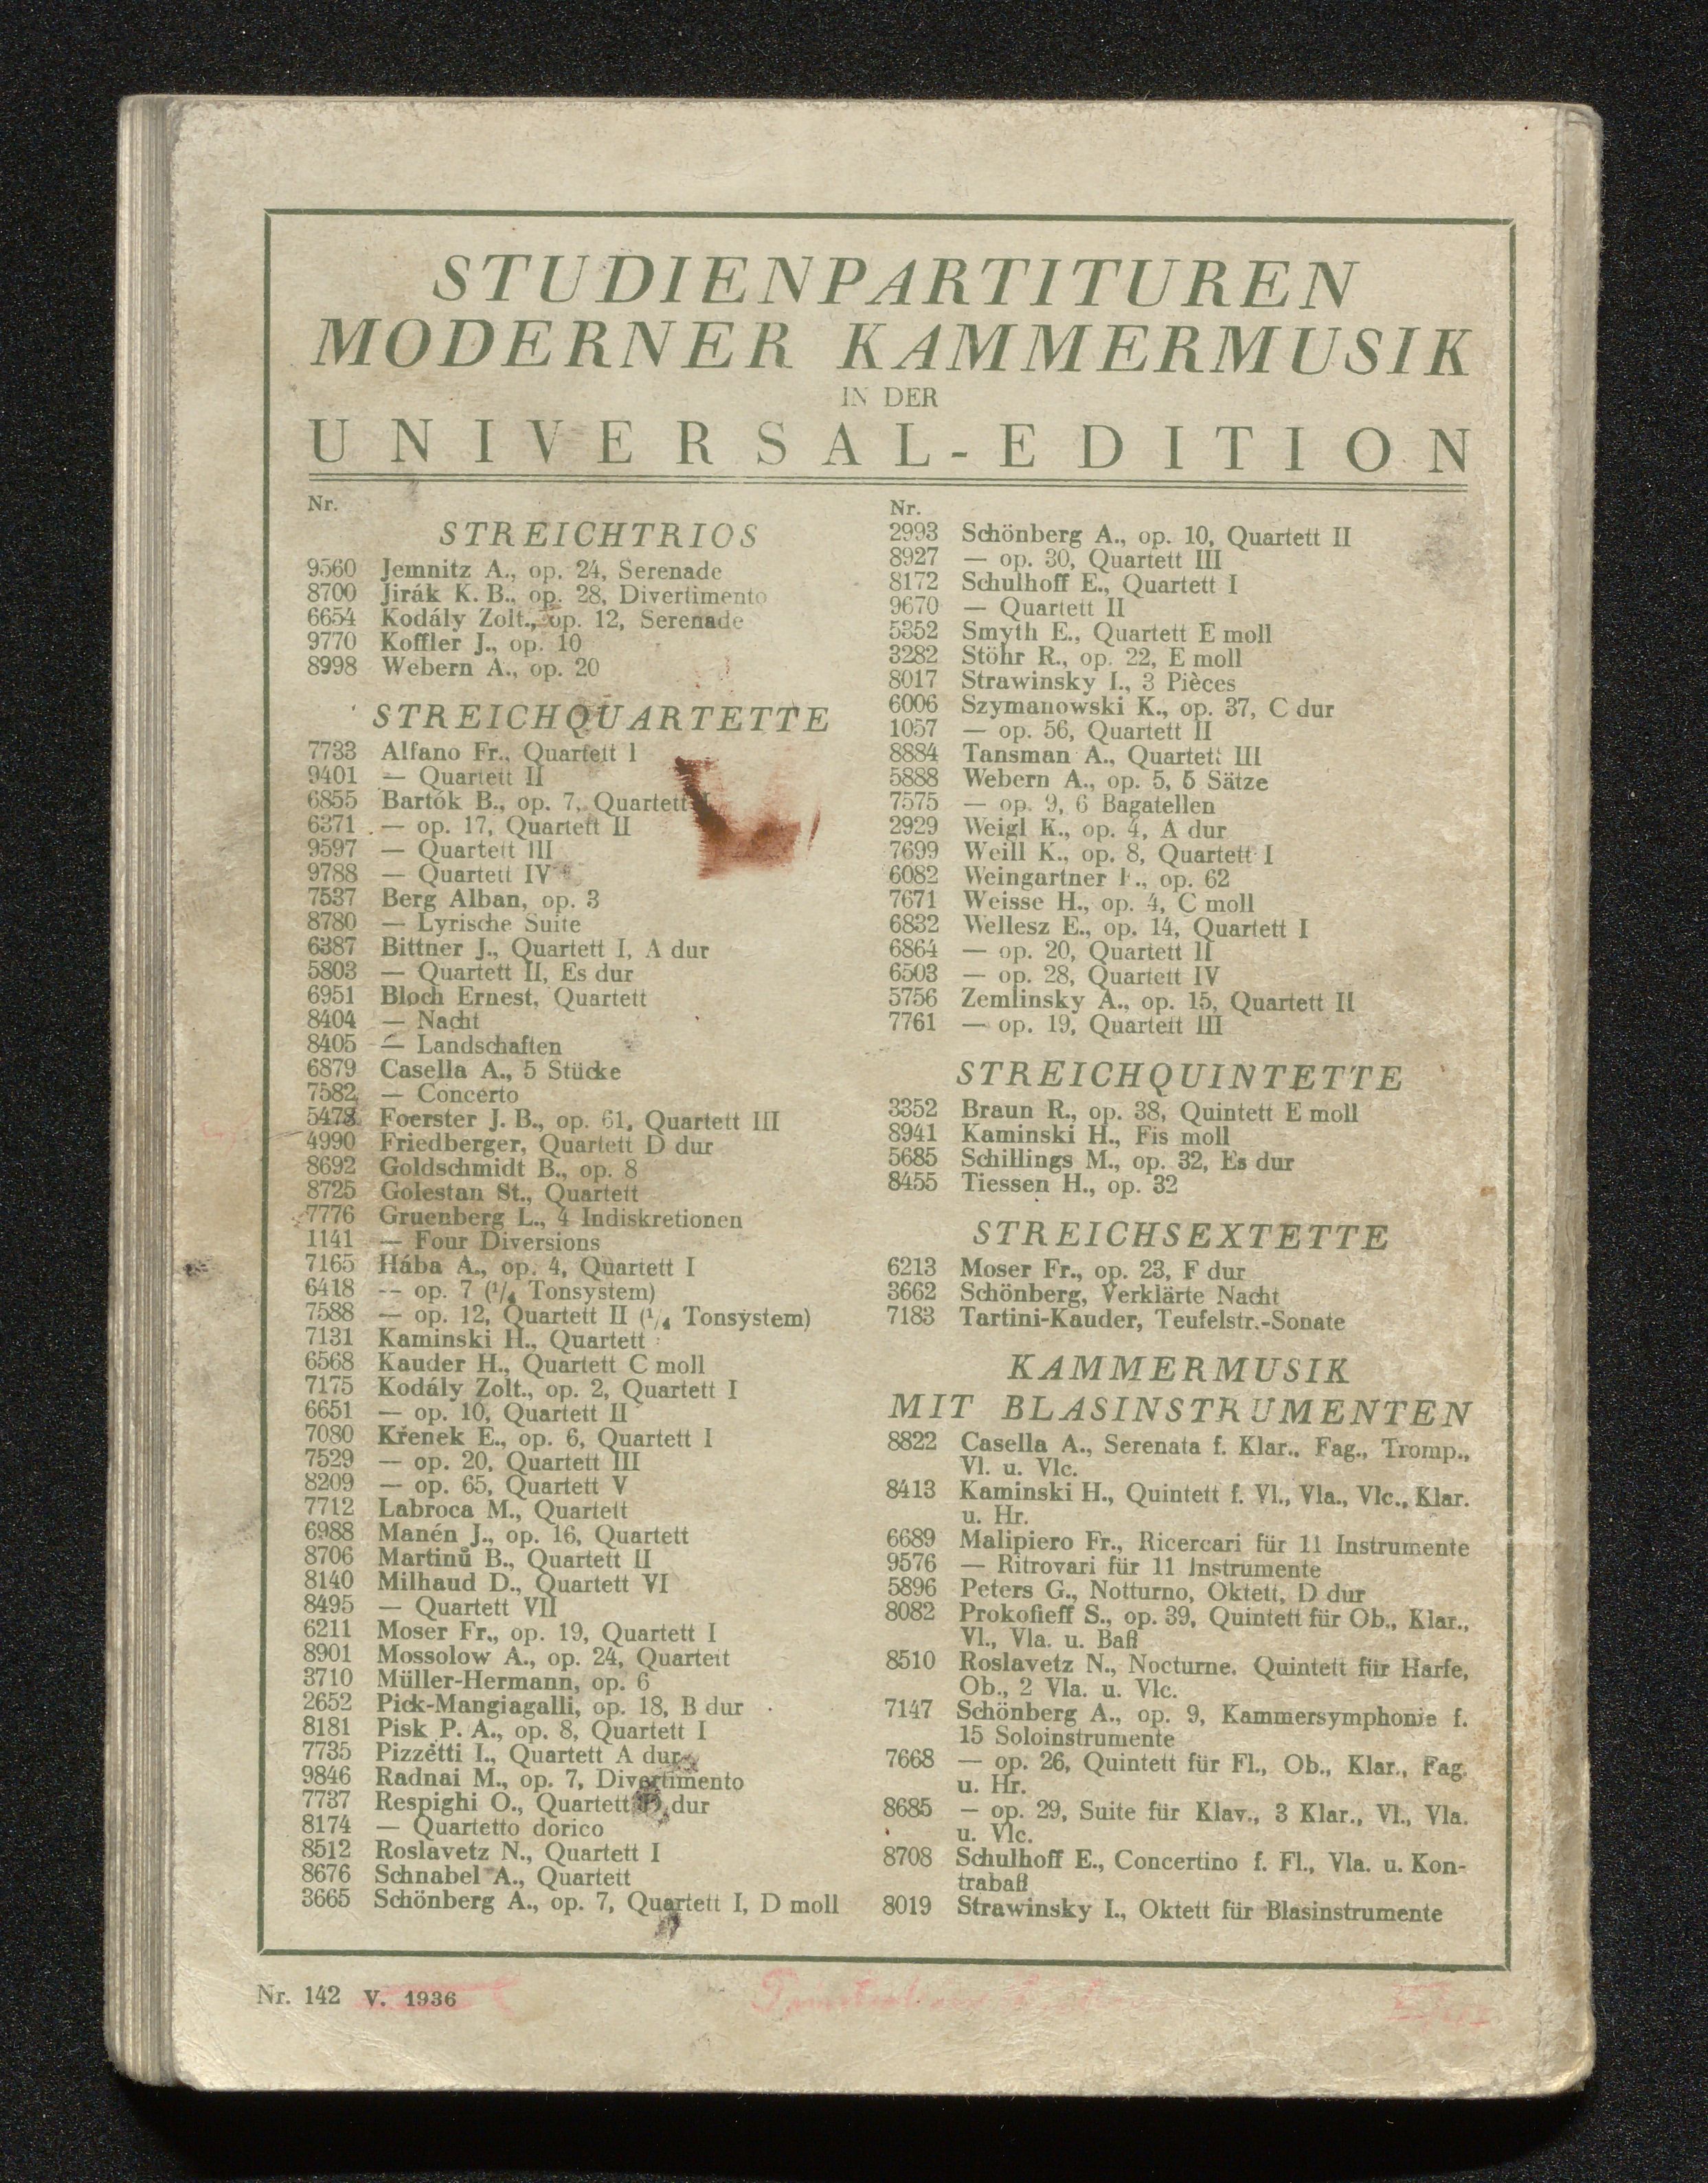 STUDIENPARTITUREN
MODERNER KAMMERMUSIK
IN DER
UNIVERSAL-EDITION
Nr.
STREICHTRIOS
9560 Jemnitz A., op. 24, Serenade
8700 Jirák K. B., op. 28, Divertimento
6654 Kodály Zolt., op. 12, Serenade
9770 Koffler J., op. 10
8998 Webern A., op. 20
STREICHQUARTETTE
7733 Alfano Fr., Quartett I
9401 — Quartett II
6855 Bartók B., op. 7, Quartett I
6371 — op. 17, Quartett II
9597 — Quartett III
9788 — Quartett IV
7537 Berg Alban, op. 3
8780 — Lyrische Suite
6387 Bittner J., Quartett I, A dur
5803 — Quartett II, Es dur
6951 Bloch Ernest, Quartett
8404 — Nacht
8405 — Landschaften
6879 Casella A., 5 Stücke
7582 — Concerto
5478 Foerster J. B., op. 61, Quartett III
4990 Friedberger, Quartett D dur
8692 Goldschmidt B., op. 8
8725 Golestan St., Quartett
7776 Gruenberg L., 4 Indiskretionen
1141 — Four Diversions
7165 Hába A., op. 4, Quartett I
6418 — op. 7 (¹/₄ Tonsystem)
7588 — op. 12, Quartett II (¹/₄ Tonsystem)
7131 Kaminski H., Quartett
6568 Kauder H., Quartett C moll
7175 Kodály Zolt., op. 2, Quartett I
6651 — op. 10, Quartett II
7080 Křenek E., op. 6, Quartett I
7529 — op. 20, Quartett III
8209 — op. 65, Quartett V
7712 Labroca M., Quartett
6988 Manén J., op. 16, Quartett
8706 Martinů B., Quartett II
8140 Milhaud D., Quartett VI
8495 — Quartett VII
6211 Moser Fr., op. 19, Quartett I
8901 Mossolow A., op. 24, Quartett
3710 Müller-Hermann, op. 6
2652 Pick-Mangiagalli, op. 18, B dur
8181 Pisk P. A., op. 8, Quartett I
7735 Pizzetti I., Quartett A dur
9846 Radnai M., op. 7, Divertimento
7737 Respighi O., Quartett D dur
8174 — Quartetto dorico
8512 Roslavetz N., Quartett I
8676 Schnabel A., Quartett
3665 Schönberg A., op. 7, Quartett I, D moll
Nr.
2993 Schönberg A., op. 10, Quartett II
8927 — op. 30, Quartett III
8172 Schulhoff E., Quartett I
9670 — Quartett II
5352 Smyth E., Quartett E moll
3282 Stöhr R., op. 22, E moll
8017 Strawinsky I., 3 Pièces
6006 Szymanowski K., op. 37, C dur
1057 — op. 56, Quartett II
8884 Tansman A., Quartett III
5888 Webern A., op. 5, 5 Sätze
7575 — op. 9, 6 Bagatellen
2929 Weigl K., op. 4, A dur
7699 Weill K., op. 8, Quartett I
6082 Weingartner F., op. 62
7671 Weisse H., op. 4, C moll
6832 Wellesz E., op. 14, Quartett I
6864 — op. 20, Quartett II
6503 — op. 28, Quartett IV
5756 Zemlinsky A., op. 15, Quartett II
7761 — op. 19, Quartett III
STREICHQUINTETTE
3352 Braun R., op. 38, Quintett E moll
8941 Kaminski H., Fis moll
5685 Schillings M., op. 32, Es dur
8455 Tiessen H., op. 32
STREICHSEXTETTE
6213 Moser Fr., op. 23, F dur
3662 Schönberg, Verklärte Nacht
7183 Tartini-Kauder, Teufelstr.-Sonate
KAMMERMUSIK
MIT BLASINSTRUMENTEN
8822 Casella A., Serenata f. Klar., Fag., Tromp.,
Vl. u. Vlc.
8413 Kaminski H., Quintett f. Vl., Vla., Vlc., Klar.
u. Hr.
6689 Malipiero Fr., Ricercari für 11 Instrumente
9576 — Ritrovari für 11 Instrumente
5896 Peters G., Notturno, Oktett, D dur
8082 Prokofieff S., op. 39, Quintett für Ob., Klar.,
Vl., Vla. u. Baß
8510 Roslavetz N., Nocturne. Quintett für Harfe,
Ob., 2 Vla. u. Vlc.
7147 Schönberg A., op. 9, Kammersymphonie f.
15 Soloinstrumente
7668 — op. 26, Quintett für Fl., Ob., Klar., Fag.
u. Hr.
8685 — op. 29, Suite für Klav., 3 Klar., Vl., Vla.
u. Vlc.
8708 Schulhoff E., Concertino f. Fl., Vla. u. Kon-
trabaß
8019 Strawinsky I., Oktett für Blasinstrumente
Nr. 142 V. 1936